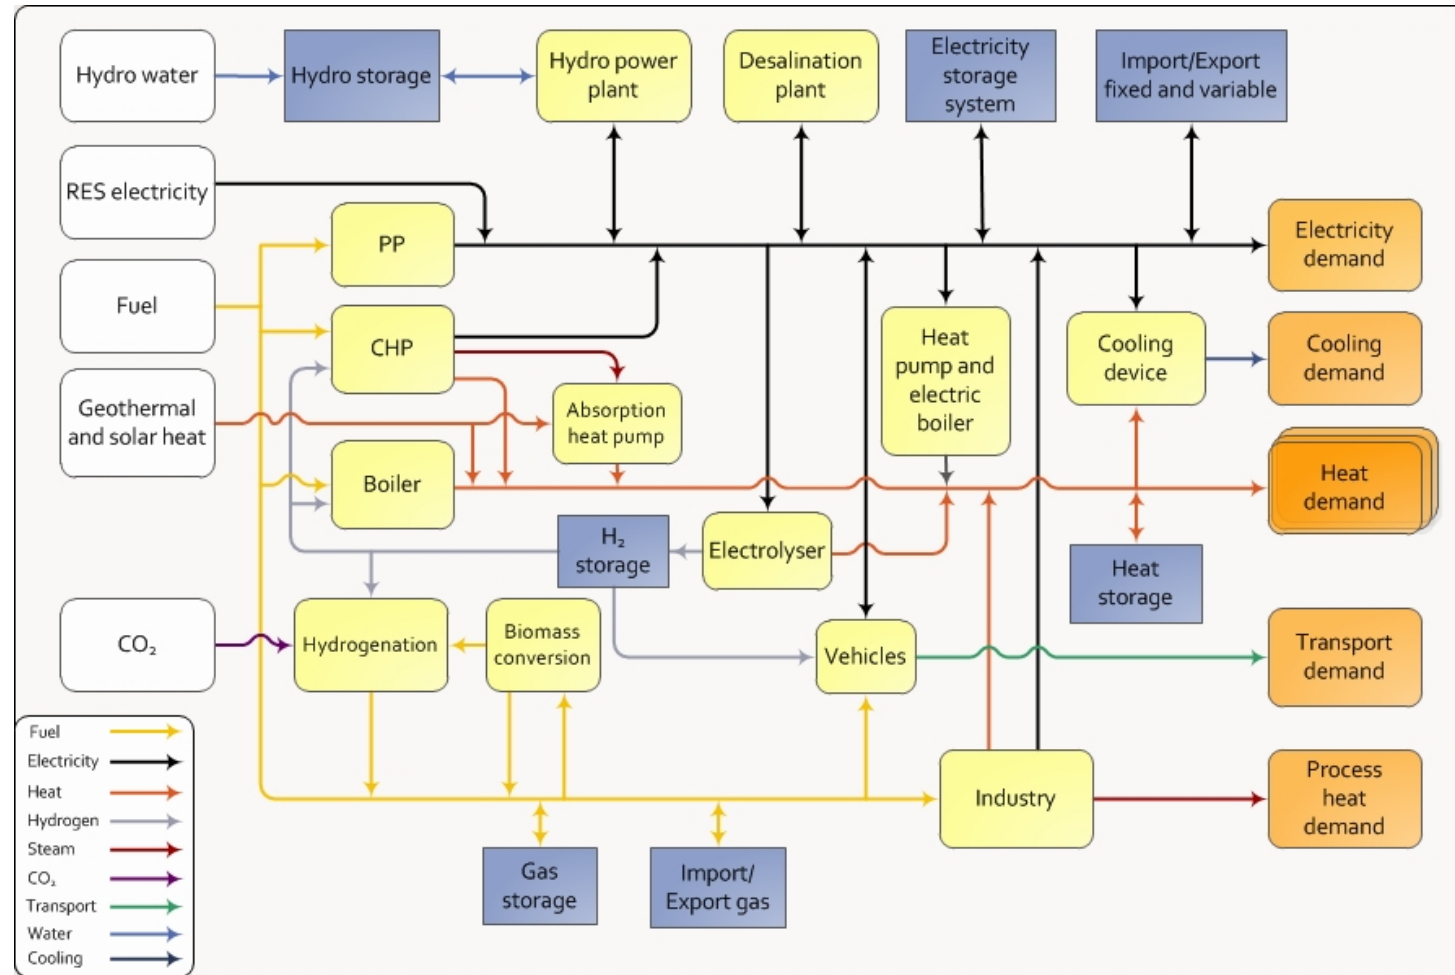 Hydro water
Hydro storage
Hydro power
plant
Desalination
plant
Electricity
storage
system
Import/Export
fixed and variable
RES electricity
PP
Electricity
demand
Fuel
CHP
Heat
pump and
electric
boiler
Cooling
device
Cooling
demand
Geothermal
and solar heat
Absorption
heat pump
Boiler
Heat
demand
H₂
storage
Electrolyser
Heat
storage
CO₂
Hydrogenation
Biomass
conversion
Vehicles
Transport
demand
Industry
Process
heat
demand
Gas
storage
Import/
Export gas
Fuel
Electricity
Heat
Hydrogen
Steam
CO₂
Transport
Water
Cooling